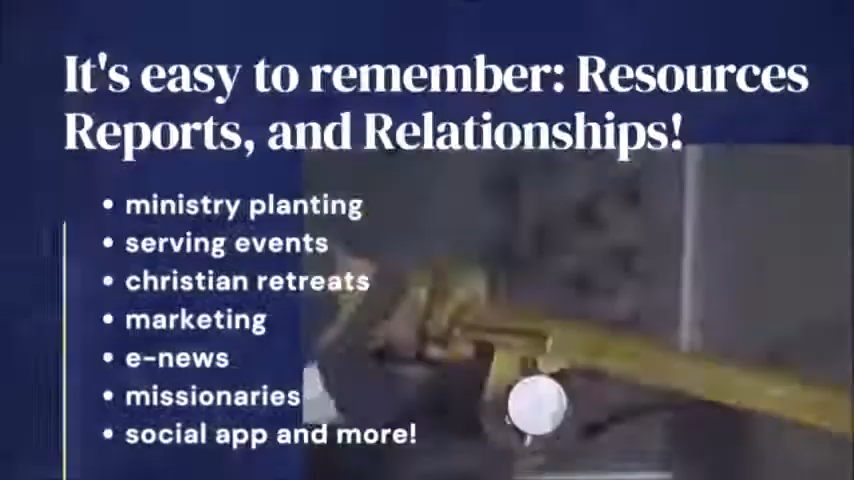 It's easy to remember: Resources
Reports, and Relationships!
• ministry planting
• serving events
• christian retreats
• marketing
• e-news
• missionaries
• social app and more!